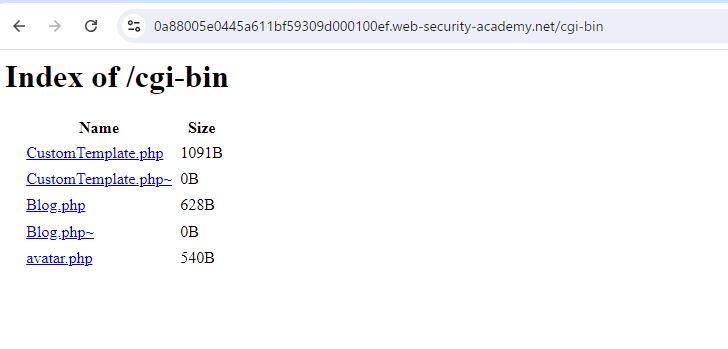 0a88005e0445a611bf59309d000100ef.web-security-academy.net/cgi-bin
Index of /cgi-bin
Name Size
CustomTemplate.php 1091B
CustomTemplate.php~ 0B
Blog.php 628B
Blog.php~ 0B
avatar.php 540B